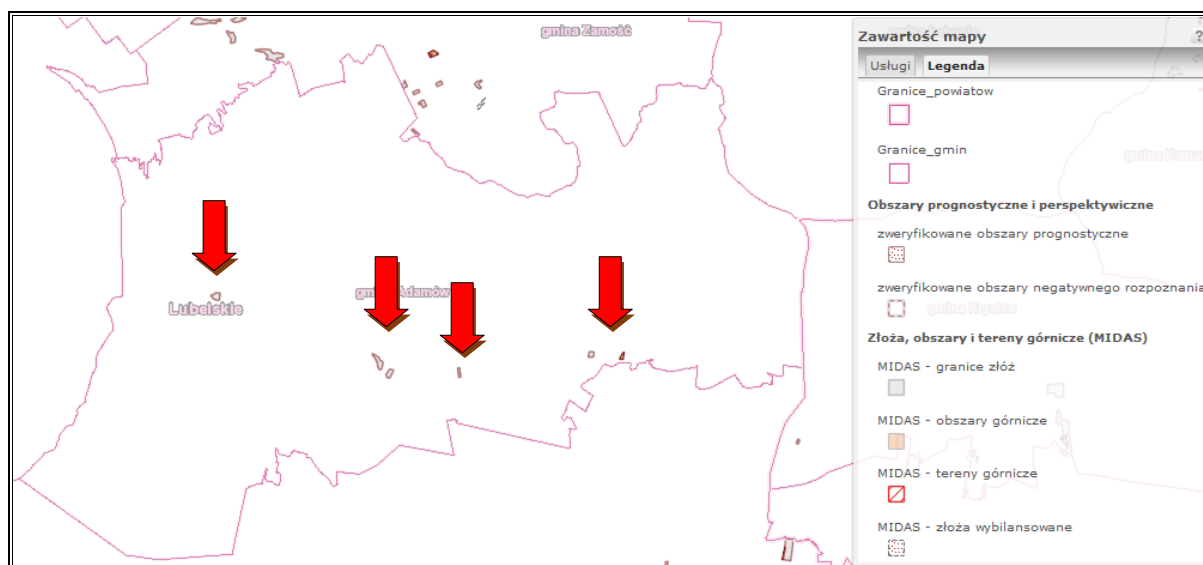 gmina Zamość
gmina Adamów
Lubelskie
Zawartość mapy
?
Usługi
Legenda
Granice_powiatow
Granice_gmin
Obszary prognostyczne i perspektywiczne
zweryfikowane obszary prognostyczne
zweryfikowane obszary negatywnego rozpoznania
gmina Krynice
Złoża, obszary i tereny górnicze (MIDAS)
MIDAS - granice złóż
MIDAS - obszary górnicze
MIDAS - tereny górnicze
MIDAS - złoża wybilansowane